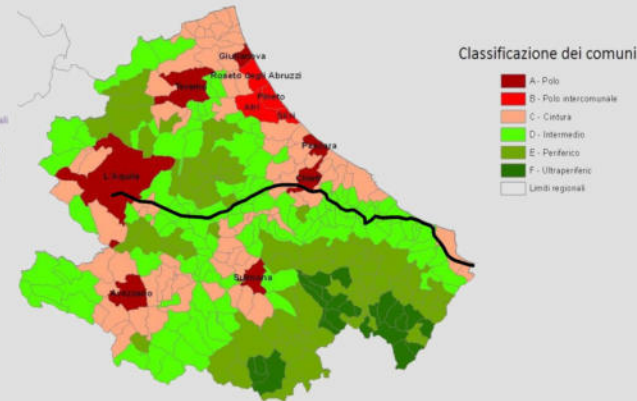 Classificazione dei comuni
A - Polo
B - Polo intercomunale
C - Cintura
D - Intermedio
E - Periferico
F - Ultraperiferic
Limiti regionali
Giulianova
Roseto degli Abruzzi
Teramo
Pineto
Atri
Silvi
Pescara
Chieti
L'Aquila
Sulmona
Avezzano